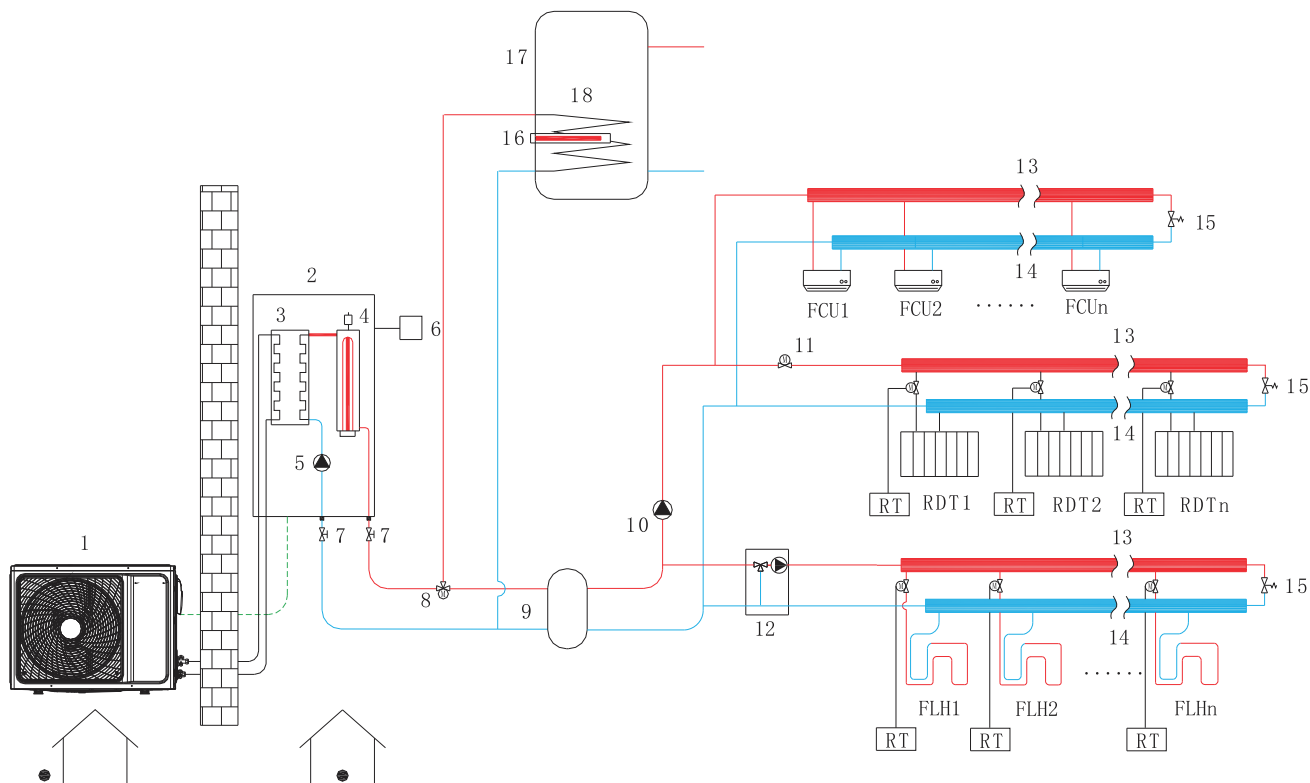 17
18
16
13
15
14
FCU1
FCU2
......
FCUn
2
3
4
6
5
7
7
1
8
9
10
11
13
15
14
RT
RDT1
RT
RDT2
RT
RDTn
12
13
15
14
FLH1
FLH2
......
FLHn
RT
RT
RT
M
M
M
M
M
M
M
M